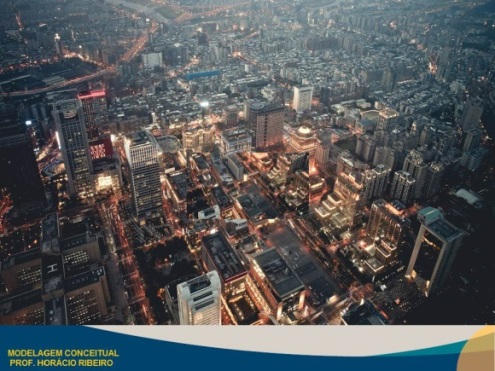 MODELAGEM CONCEITUAL
PROF. HORÁCIO RIBEIRO